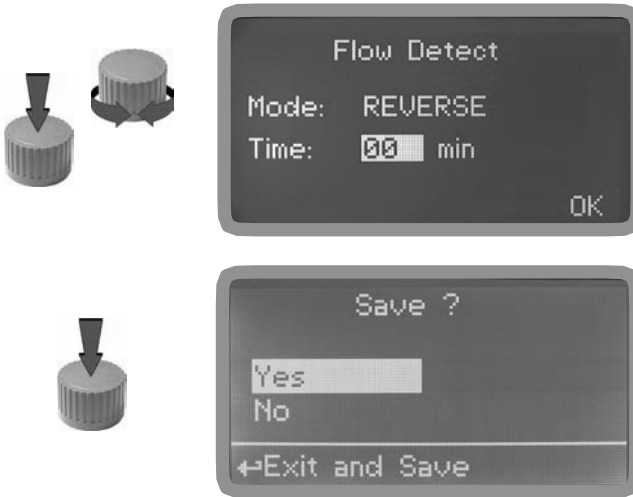 Flow Detect
Mode: REVERSE
Time: 00 min
OK
Save ?
Yes
No
↵Exit and Save